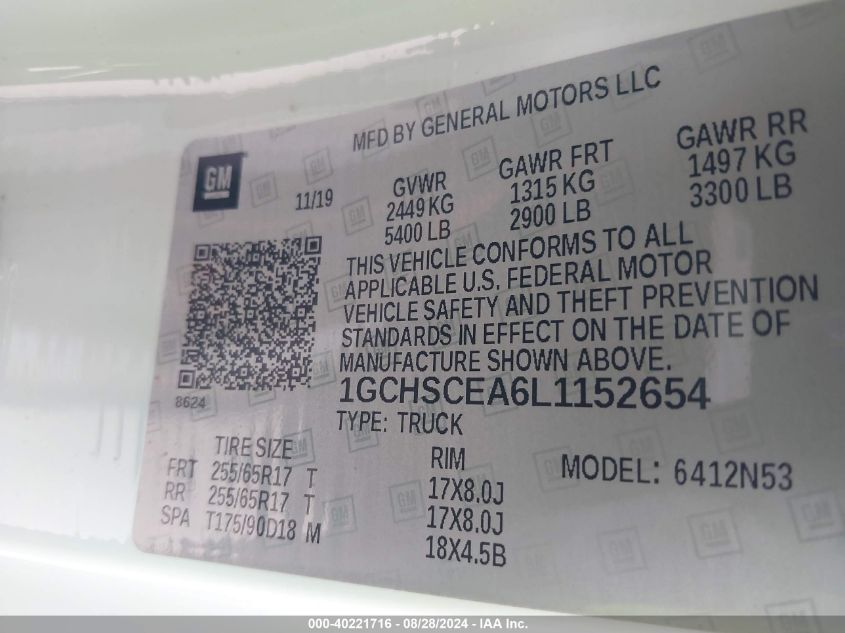 MFD BY GENERAL MOTORS LLC
GM
11/19
GVWR
2449 KG
5400 LB
GAWR FRT
1315 KG
2900 LB
GAWR RR
1497 KG
3300 LB
THIS VEHICLE CONFORMS TO ALL
APPLICABLE U.S. FEDERAL MOTOR
VEHICLE SAFETY AND THEFT PREVENTION
STANDARDS IN EFFECT ON THE DATE OF
MANUFACTURE SHOWN ABOVE.
8624
1GCHSCEA6L1152654
TYPE: TRUCK
TIRE SIZE
RIM
MODEL: 6412N53
FRT 255/65R17 T 17X8.0J
RR 255/65R17 T 17X8.0J
SPA T175/90D18 M 18X4.5B
000-40221716 - 08/28/2024 - IAA Inc.